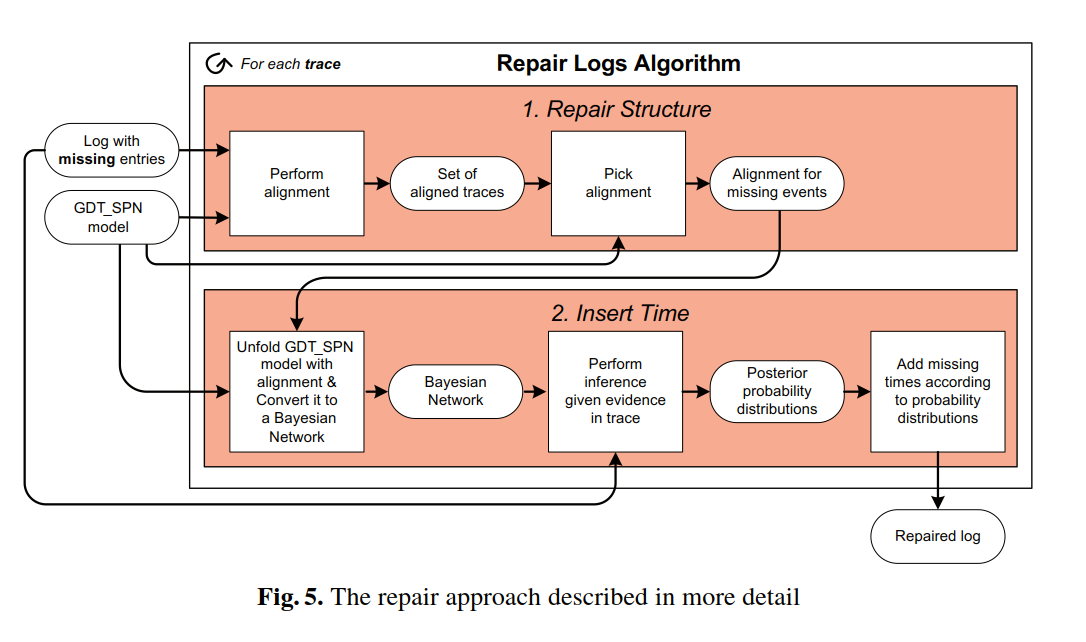 For each trace
Repair Logs Algorithm
1. Repair Structure
Log with
missing entries
GDT_SPN
model
Perform
alignment
Set of
aligned traces
Pick
alignment
Alignment for
missing events
2. Insert Time
Unfold GDT_SPN
model with
alignment &
Convert it to
a Bayesian
Network
Bayesian
Network
Perform
inference
given evidence
in trace
Posterior
probability
distributions
Add missing
times according
to probability
distributions
Repaired log
Fig. 5. The repair approach described in more detail